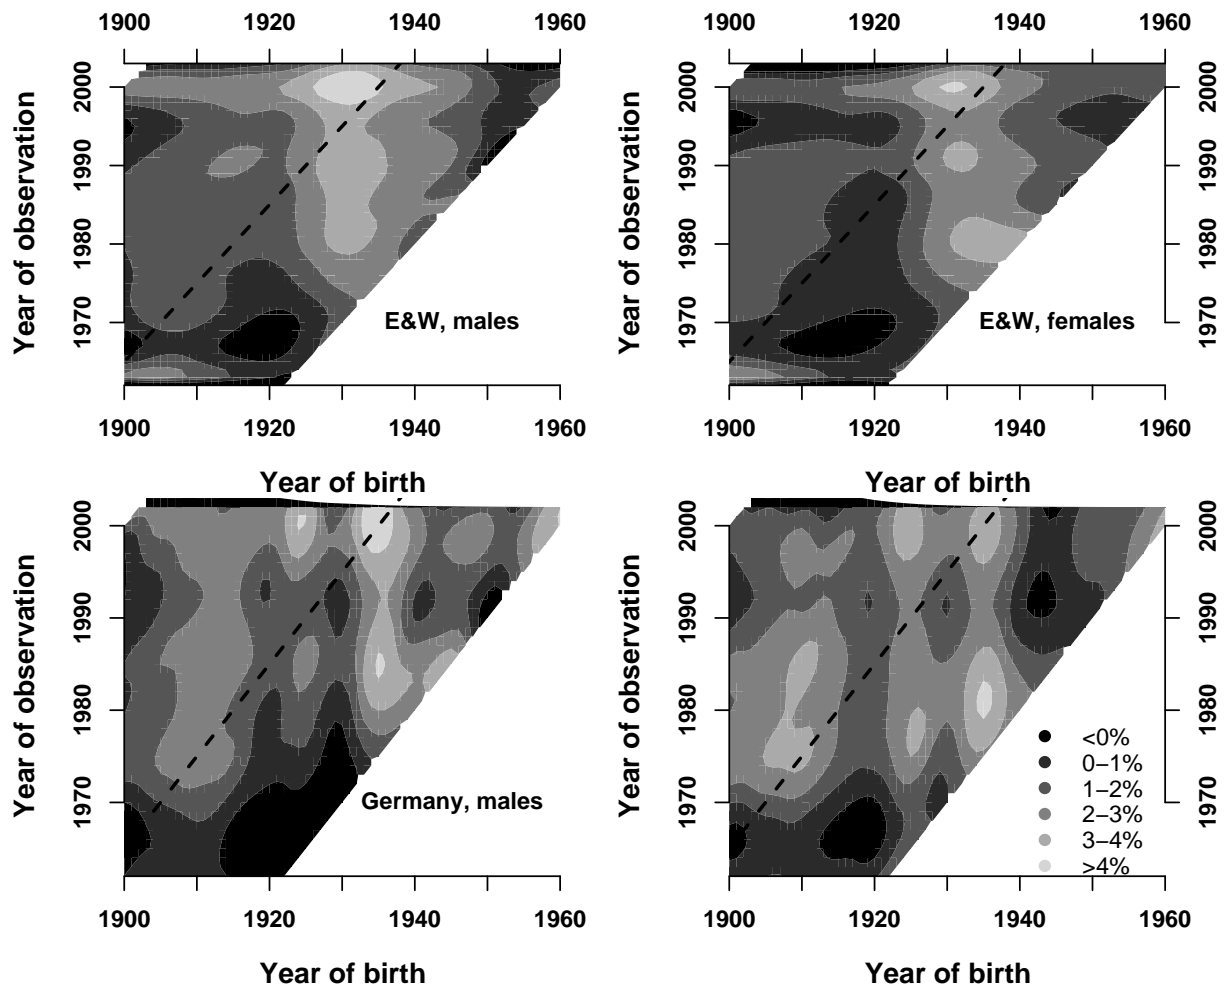 1900 1920 1940 1960
1900 1920 1940 1960
Year of observation
1970 1980 1990 2000
E&W, males
Year of observation
1970 1980 1990 2000
E&W, females
1970 1980 1990 2000
1900 1920 1940 1960
1900 1920 1940 1960
Year of birth
Year of birth
Year of observation
1970 1980 1990 2000
Germany, males
Year of observation
1970 1980 1990 2000
<0%
0–1%
1–2%
2–3%
3–4%
>4%
1970 1980 1990 2000
1900 1920 1940 1960
1900 1920 1940 1960
Year of birth
Year of birth